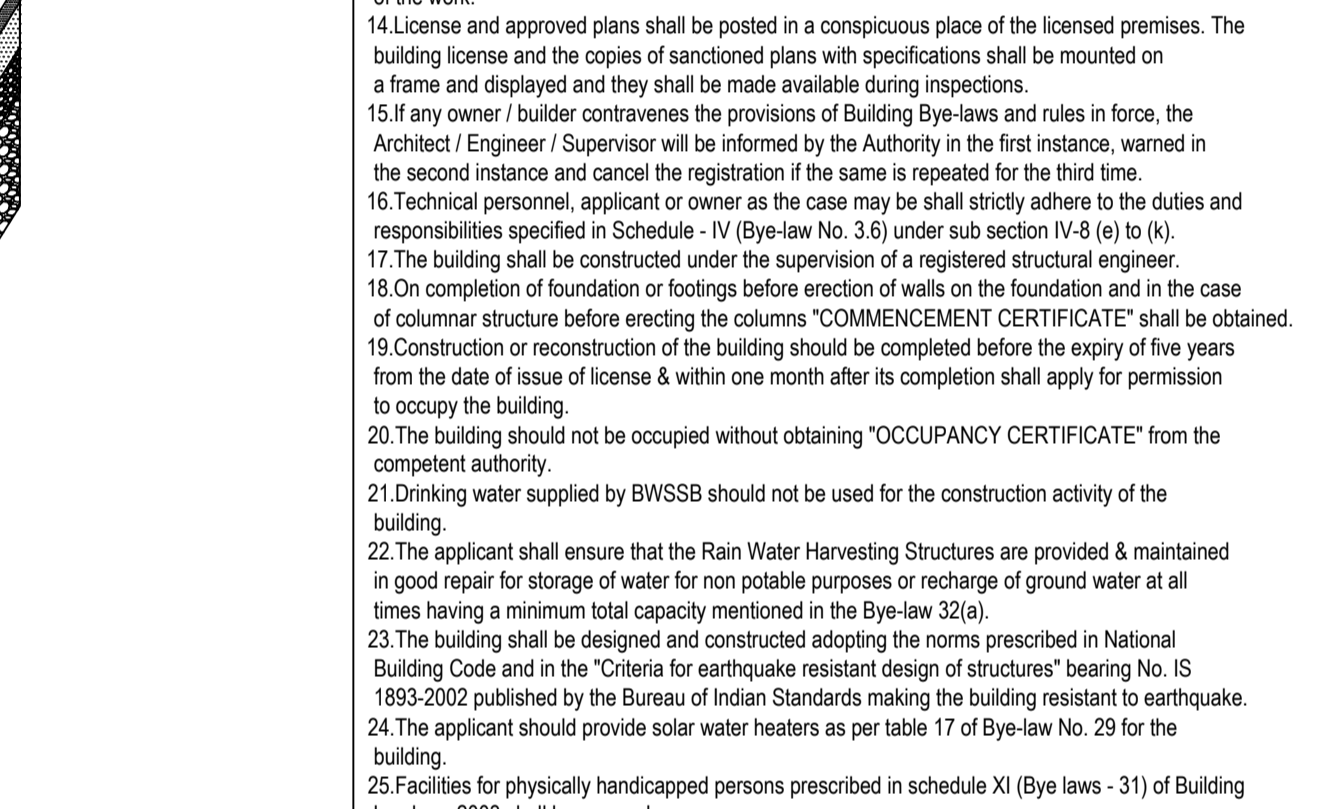 of the work.
14.License and approved plans shall be posted in a conspicuous place of the licensed premises. The
building license and the copies of sanctioned plans with specifications shall be mounted on
a frame and displayed and they shall be made available during inspections.
15.If any owner / builder contravenes the provisions of Building Bye-laws and rules in force, the
Architect / Engineer / Supervisor will be informed by the Authority in the first instance, warned in
the second instance and cancel the registration if the same is repeated for the third time.
16.Technical personnel, applicant or owner as the case may be shall strictly adhere to the duties and
responsibilities specified in Schedule - IV (Bye-law No. 3.6) under sub section IV-8 (e) to (k).
17.The building shall be constructed under the supervision of a registered structural engineer.
18.On completion of foundation or footings before erection of walls on the foundation and in the case
of columnar structure before erecting the columns "COMMENCEMENT CERTIFICATE" shall be obtained.
19.Construction or reconstruction of the building should be completed before the expiry of five years
from the date of issue of license & within one month after its completion shall apply for permission
to occupy the building.
20.The building should not be occupied without obtaining "OCCUPANCY CERTIFICATE" from the
competent authority.
21.Drinking water supplied by BWSSB should not be used for the construction activity of the
building.
22.The applicant shall ensure that the Rain Water Harvesting Structures are provided & maintained
in good repair for storage of water for non potable purposes or recharge of ground water at all
times having a minimum total capacity mentioned in the Bye-law 32(a).
23.The building shall be designed and constructed adopting the norms prescribed in National
Building Code and in the "Criteria for earthquake resistant design of structures" bearing No. IS
1893-2002 published by the Bureau of Indian Standards making the building resistant to earthquake.
24.The applicant should provide solar water heaters as per table 17 of Bye-law No. 29 for the
building.
25.Facilities for physically handicapped persons prescribed in schedule XI (Bye laws - 31) of Building